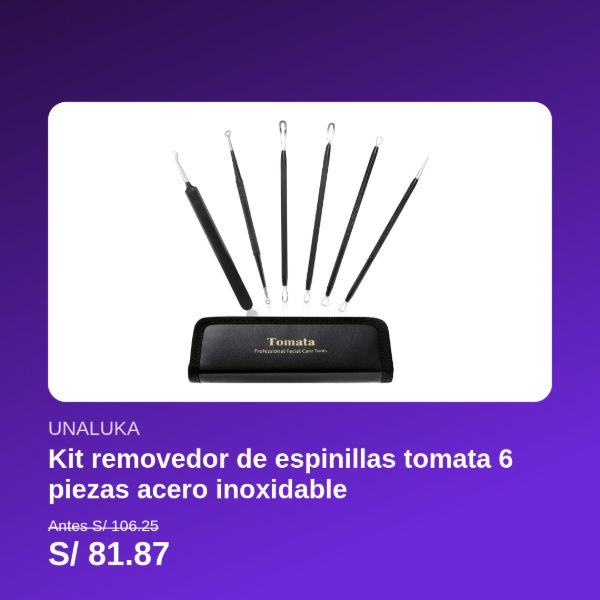 Tomata
Professional Facial Care Tools
UNALUKA
Kit removedor de espinillas tomata 6
piezas acero inoxidable
Antes S/ 106.25
S/ 81.87